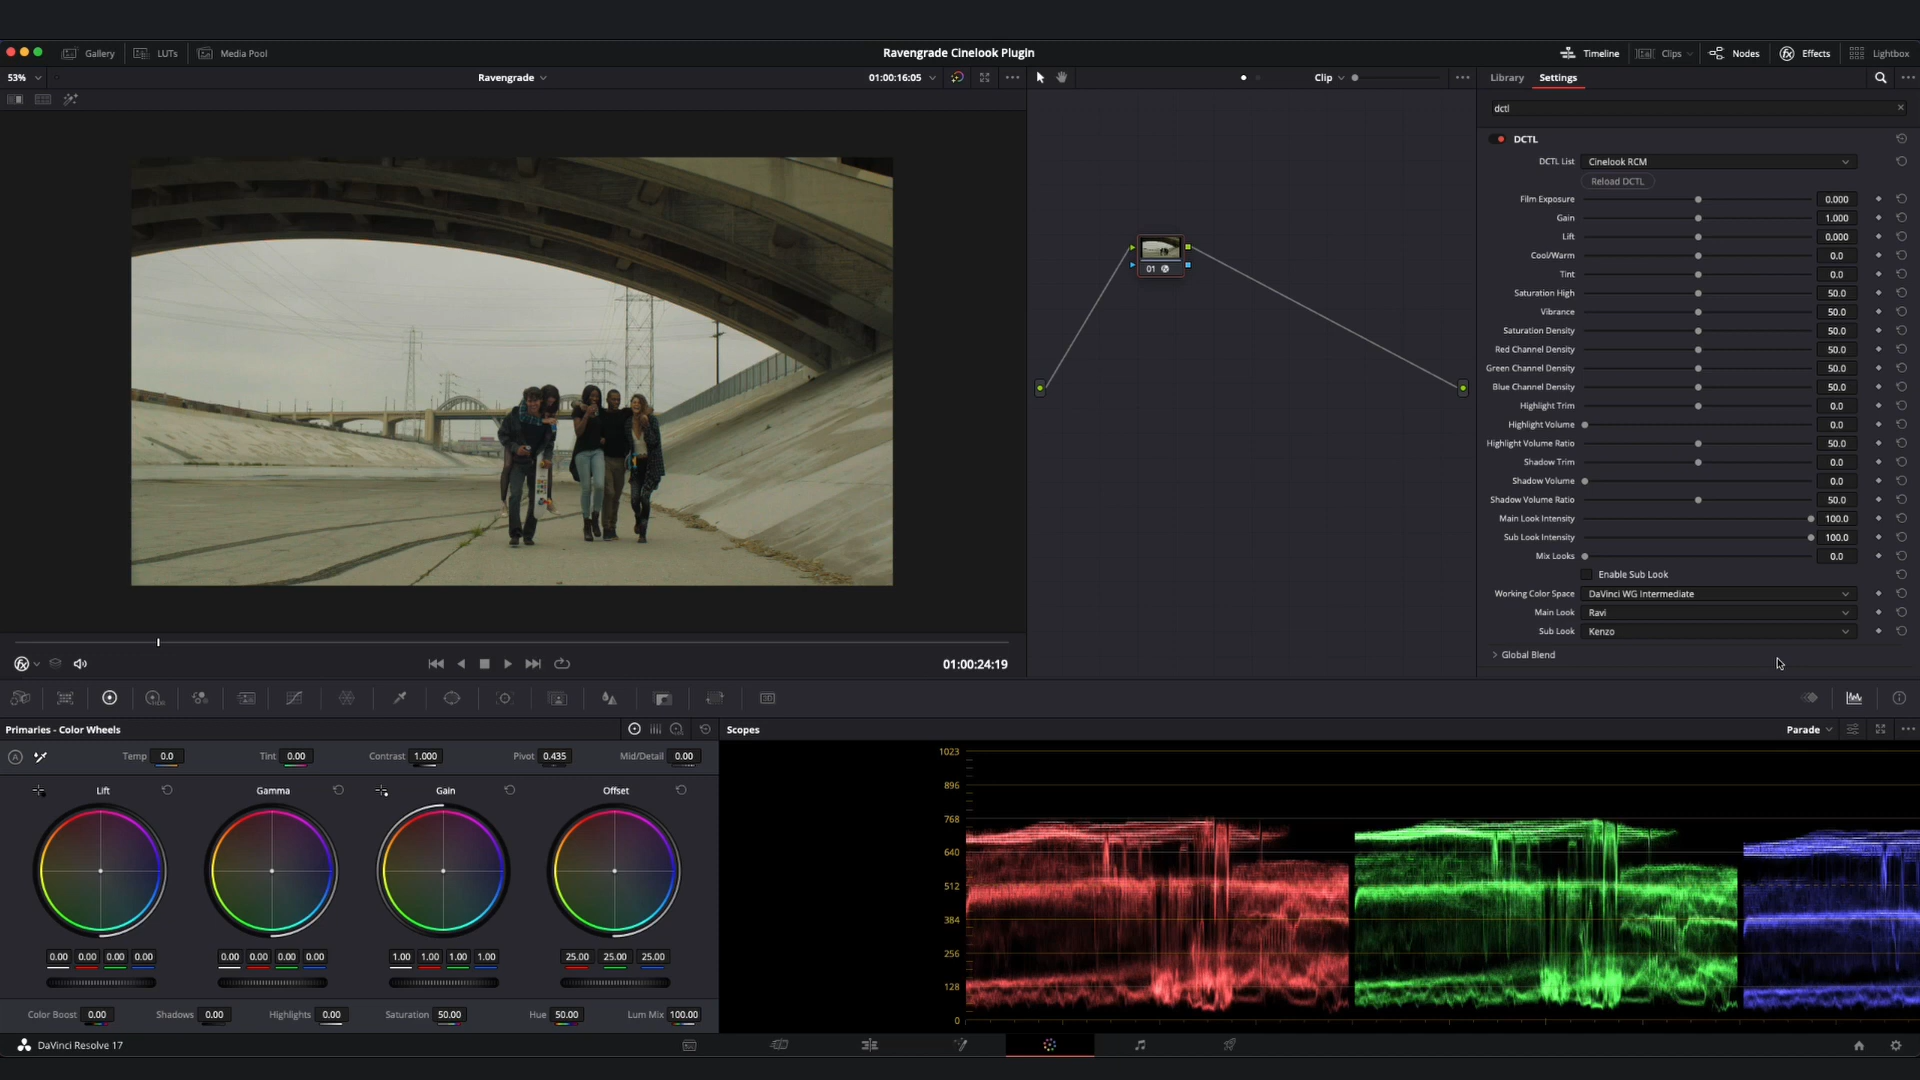 Gallery LUTs Media Pool Ravengrade Cinelook Plugin Timeline Clips Nodes Effects Lightbox
53% Ravengrade 01:00:16:05 Clip Library Settings
dctl
DCTL
DCTL List Cinelook RCM
Reload DCTL
Film Exposure 0.000
Gain 1.000
Lift 0.000
Cool/Warm 0.0
Tint 0.0
Saturation High 50.0
Vibrance 50.0
Saturation Density 50.0
Red Channel Density 50.0
Green Channel Density 50.0
Blue Channel Density 50.0
Highlight Trim 0.0
Highlight Volume 0.0
Highlight Volume Ratio 50.0
Shadow Trim 0.0
Shadow Volume 0.0
Shadow Volume Ratio 50.0
Main Look Intensity 100.0
Sub Look Intensity 100.0
Mix Looks 0.0
Enable Sub Look
Working Color Space DaVinci WG Intermediate
Main Look Ravi
Sub Look Kenzo
Global Blend
01
01:00:24:19
Primaries - Color Wheels
Temp 0.0 Tint 0.00 Contrast 1.000 Pivot 0.435 Mid/Detail 0.00
Lift Gamma Gain Offset
0.00 0.00 0.00 0.00 0.00 0.00 0.00 0.00 1.00 1.00 1.00 1.00 25.00 25.00 25.00
Color Boost 0.00 Shadows 0.00 Highlights 0.00 Saturation 50.00 Hue 50.00 Lum Mix 100.00
Scopes Parade
1023
896
768
640
512
384
256
128
0
DaVinci Resolve 17